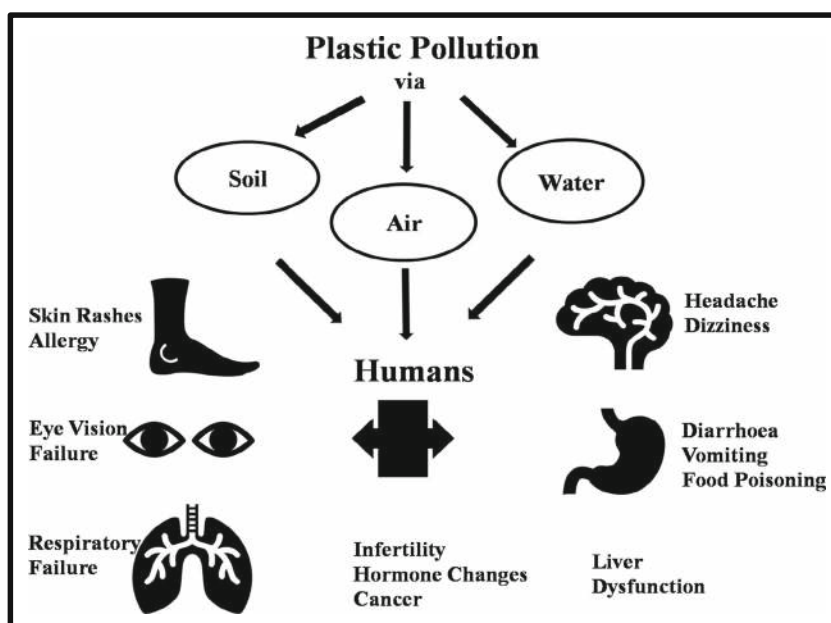 Plastic Pollution
via
Soil
Air
Water
Skin Rashes
Allergy
Headache
Dizziness
Humans
Eye Vision
Failure
Diarrhoea
Vomiting
Food Poisoning
Respiratory
Failure
Infertility
Hormone Changes
Cancer
Liver
Dysfunction